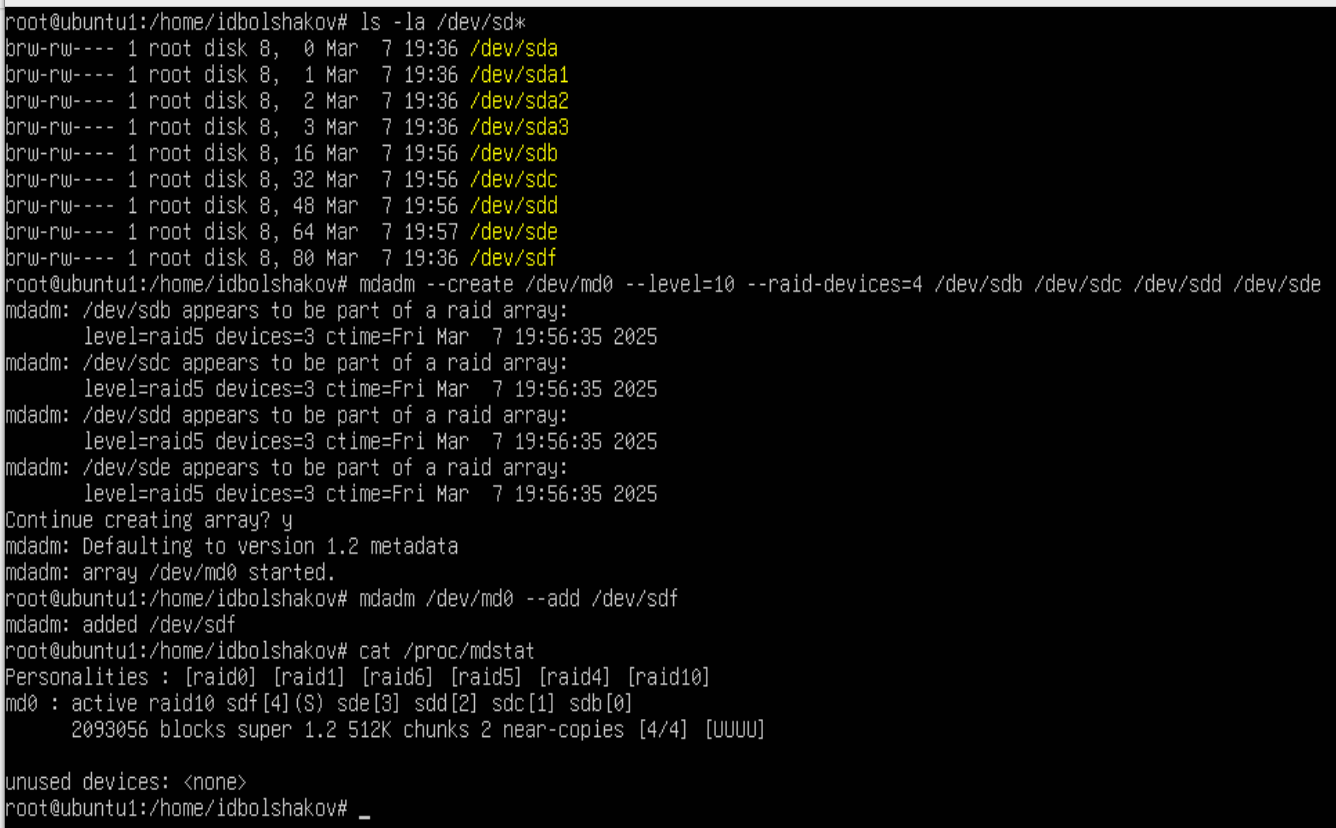 root@ubuntu1:/home/idbolshakov# ls -la /dev/sd*
brw-rw---- 1 root disk 8,  0 Mar  7 19:36 /dev/sda
brw-rw---- 1 root disk 8,  1 Mar  7 19:36 /dev/sda1
brw-rw---- 1 root disk 8,  2 Mar  7 19:36 /dev/sda2
brw-rw---- 1 root disk 8,  3 Mar  7 19:36 /dev/sda3
brw-rw---- 1 root disk 8, 16 Mar  7 19:56 /dev/sdb
brw-rw---- 1 root disk 8, 32 Mar  7 19:56 /dev/sdc
brw-rw---- 1 root disk 8, 48 Mar  7 19:56 /dev/sdd
brw-rw---- 1 root disk 8, 64 Mar  7 19:57 /dev/sde
brw-rw---- 1 root disk 8, 80 Mar  7 19:36 /dev/sdf
root@ubuntu1:/home/idbolshakov# mdadm --create /dev/md0 --level=10 --raid-devices=4 /dev/sdb /dev/sdc /dev/sdd /dev/sde
mdadm: /dev/sdb appears to be part of a raid array:
       level=raid5 devices=3 ctime=Fri Mar  7 19:56:35 2025
mdadm: /dev/sdc appears to be part of a raid array:
       level=raid5 devices=3 ctime=Fri Mar  7 19:56:35 2025
mdadm: /dev/sdd appears to be part of a raid array:
       level=raid5 devices=3 ctime=Fri Mar  7 19:56:35 2025
mdadm: /dev/sde appears to be part of a raid array:
       level=raid5 devices=3 ctime=Fri Mar  7 19:56:35 2025
Continue creating array? y
mdadm: Defaulting to version 1.2 metadata
mdadm: array /dev/md0 started.
root@ubuntu1:/home/idbolshakov# mdadm /dev/md0 --add /dev/sdf
mdadm: added /dev/sdf
root@ubuntu1:/home/idbolshakov# cat /proc/mdstat
Personalities : [raid0] [raid1] [raid6] [raid5] [raid4] [raid10]
md0 : active raid10 sdf[4](S) sde[3] sdd[2] sdc[1] sdb[0]
      2093056 blocks super 1.2 512K chunks 2 near-copies [4/4] [UUUU]
unused devices: <none>
root@ubuntu1:/home/idbolshakov# _